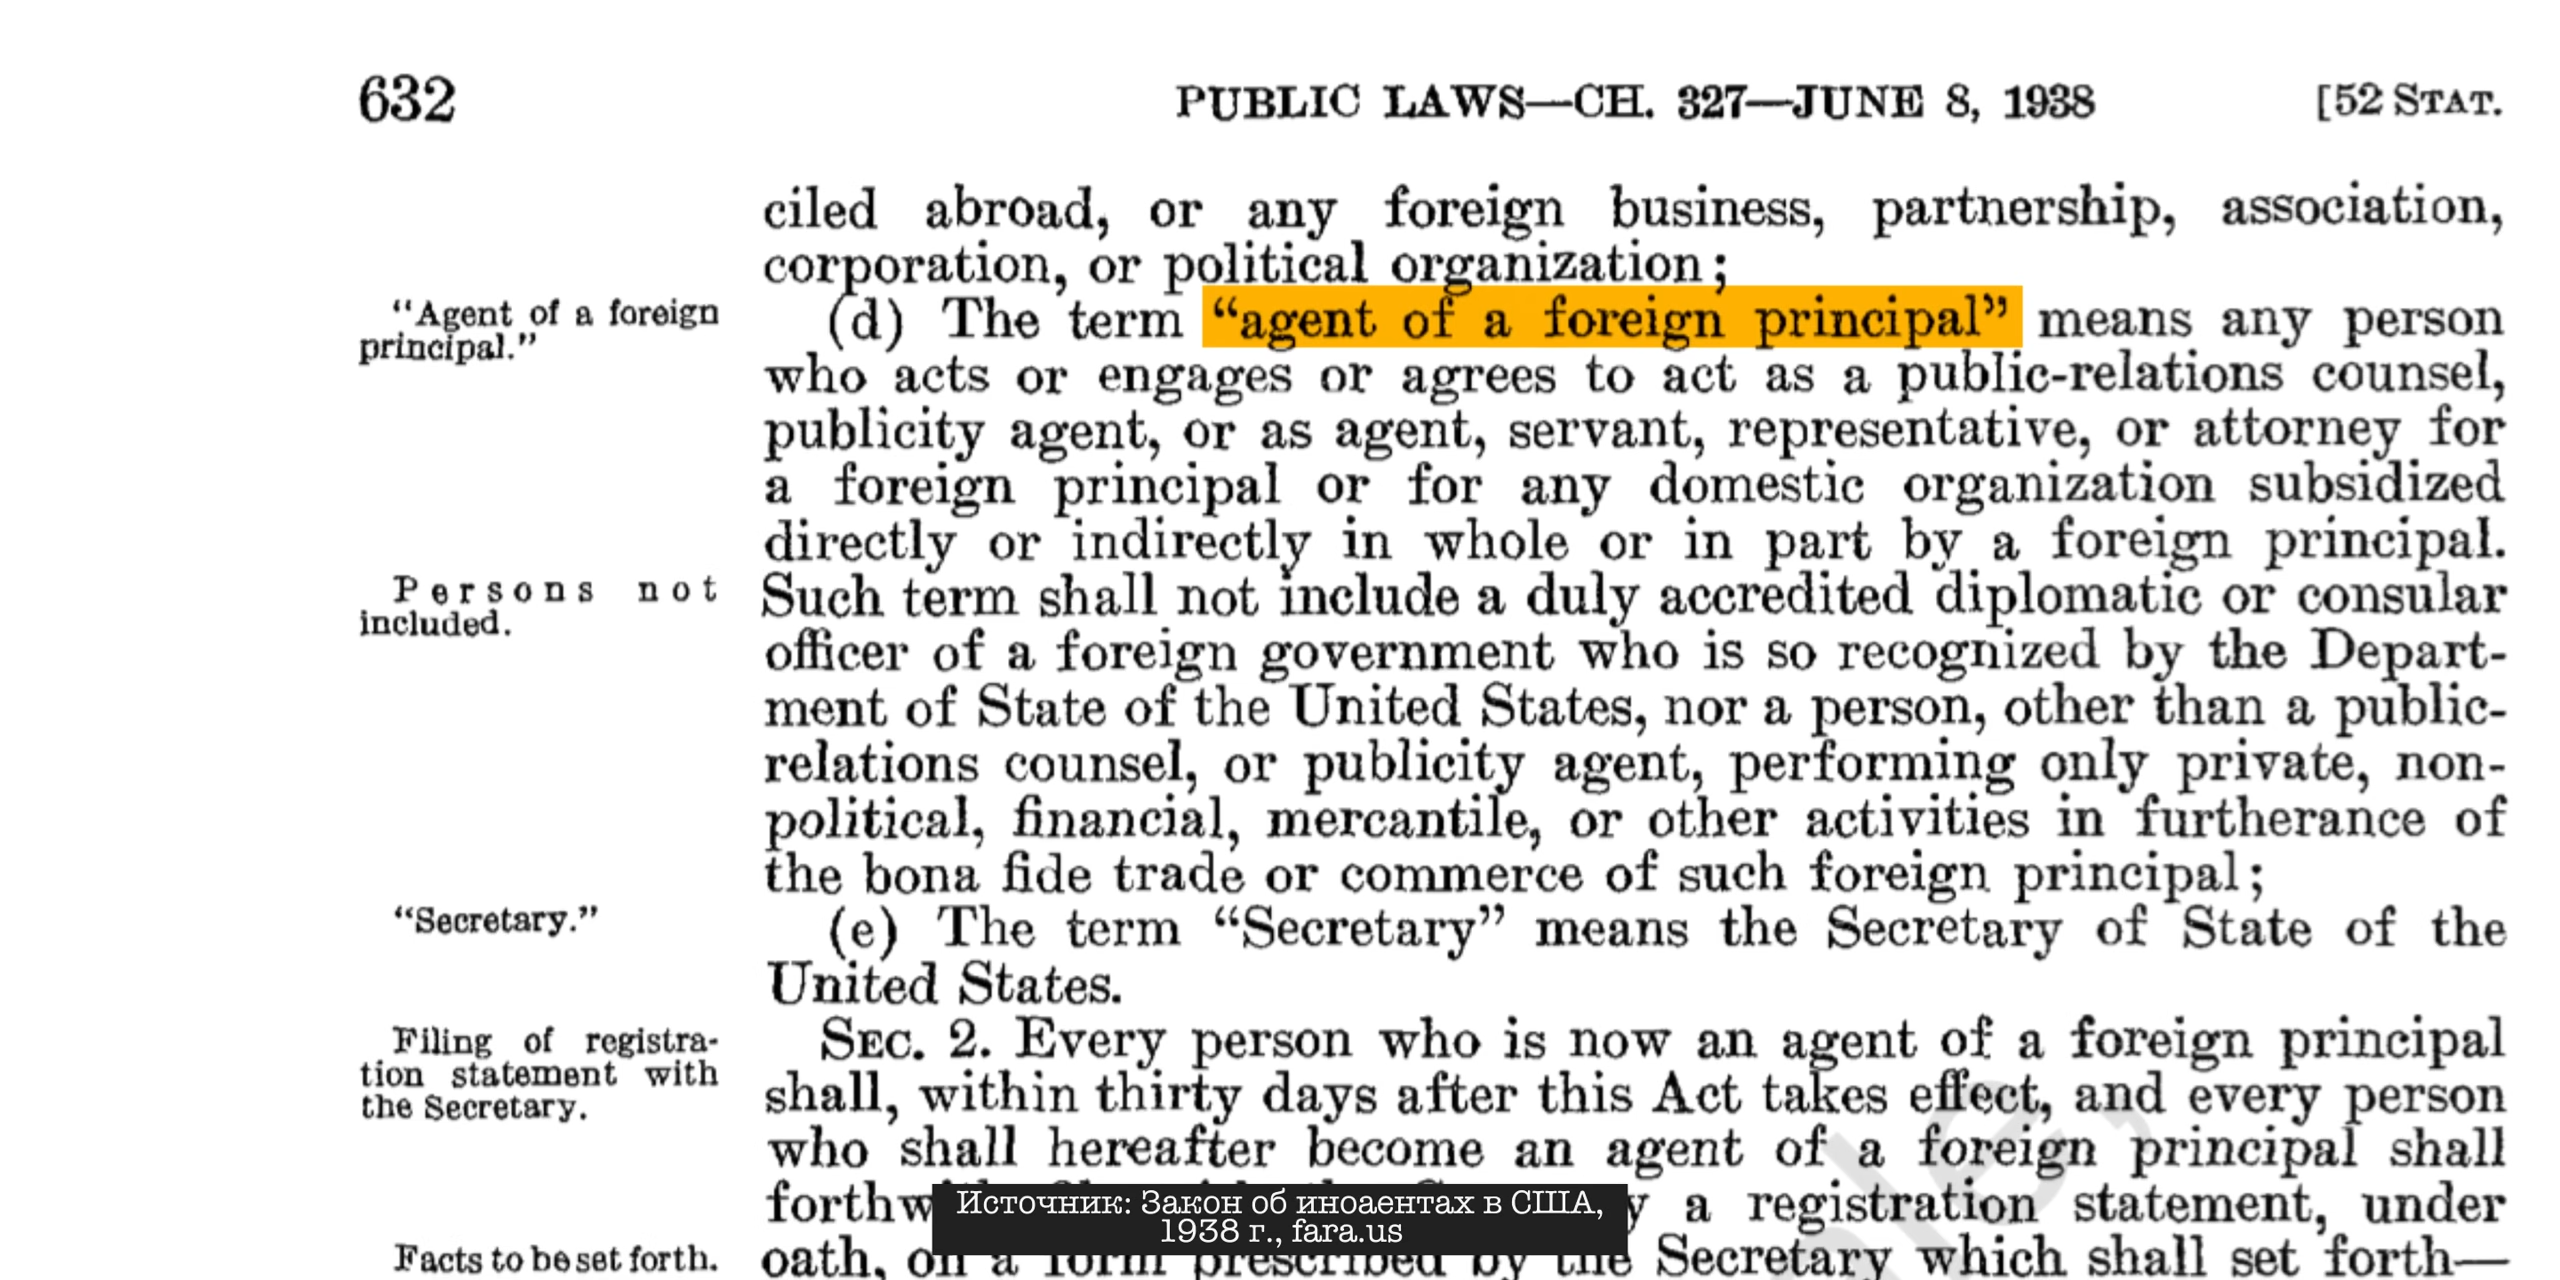 632
PUBLIC LAWS—CH. 327—JUNE 8, 1938
[52 STAT.
ciled abroad, or any foreign business, partnership, association,
corporation, or political organization;
“Agent of a foreign
principal.”
(d) The term “agent of a foreign principal” means any person
who acts or engages or agrees to act as a public-relations counsel,
publicity agent, or as agent, servant, representative, or attorney for
a foreign principal or for any domestic organization subsidized
directly or indirectly in whole or in part by a foreign principal.
Persons not
included.
Such term shall not include a duly accredited diplomatic or consular
officer of a foreign government who is so recognized by the Depart-
ment of State of the United States, nor a person, other than a public-
relations counsel, or publicity agent, performing only private, non-
political, financial, mercantile, or other activities in furtherance of
the bona fide trade or commerce of such foreign principal;
“Secretary.”
(e) The term “Secretary” means the Secretary of State of the
United States.
Filing of registra-
tion statement with
the Secretary.
SEC. 2. Every person who is now an agent of a foreign principal
shall, within thirty days after this Act takes effect, and every person
who shall hereafter become an agent of a foreign principal shall
a registration statement, under
Facts to be set forth.
oath, on a form prescribed by the Secretary which shall set forth—
Источник: Закон об иноаентах в США,
1938 г., fara.us